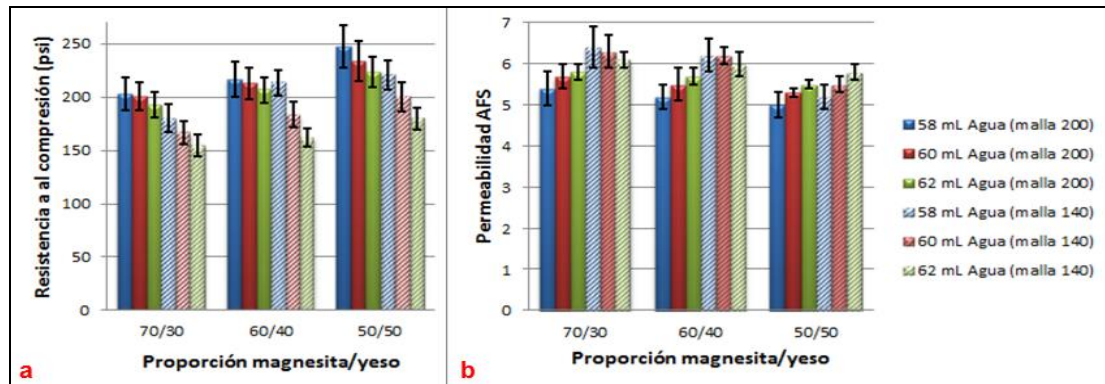 Resistencia al compresión (psi)
250
200
150
100
50
0
70/30
60/40
50/50
Proporción magnesita/yeso
a
Permeabilidad AFS
7
6
5
4
3
2
1
0
70/30
60/40
50/50
Proporción magnesita/yeso
b
58 mL Agua (malla 200)
60 mL Agua (malla 200)
62 mL Agua (malla 200)
58 mL Agua (malla 140)
60 mL Agua (malla 140)
62 mL Agua (malla 140)